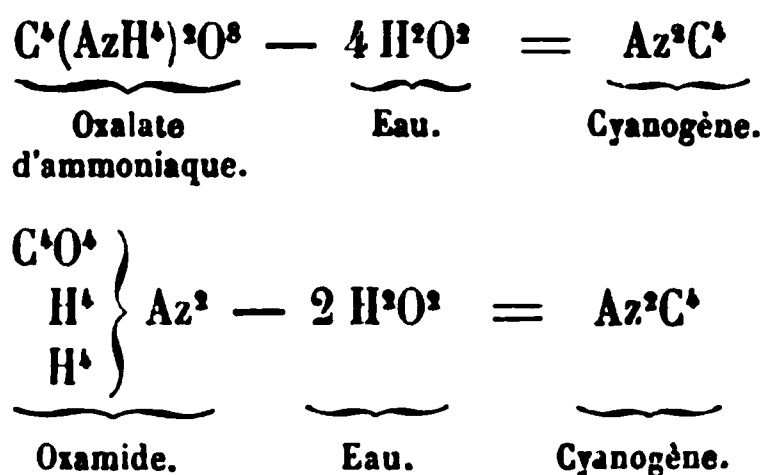 C⁴(AzH⁴)²O⁸ — 4 H²O² = Az²C⁴
Oxalate d'ammoniaque. Eau. Cyanogène.
C⁴O⁴
H⁴ } Az² — 2 H²O² = Az²C⁴
H⁴
Oxamide. Eau. Cyanogène.